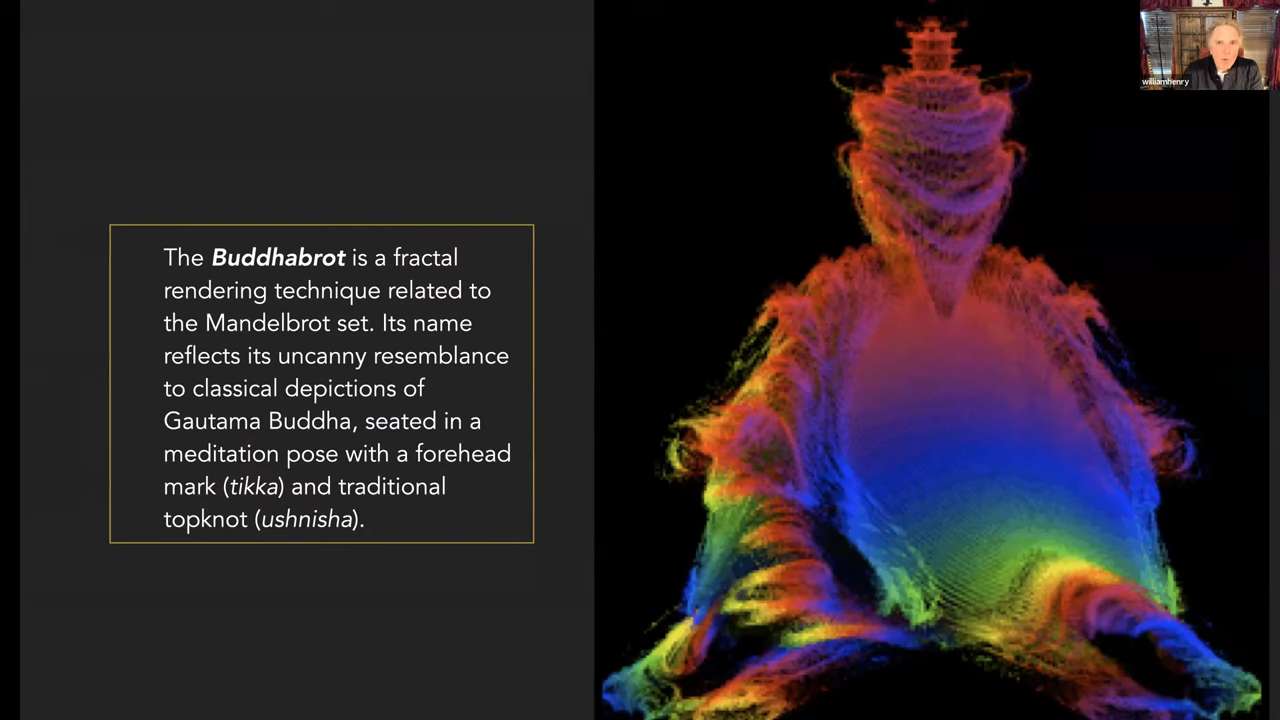 williamhenry
The Buddhabrot is a fractal
rendering technique related to
the Mandelbrot set. Its name
reflects its uncanny resemblance
to classical depictions of
Gautama Buddha, seated in a
meditation pose with a forehead
mark (tikka) and traditional
topknot (ushnisha).